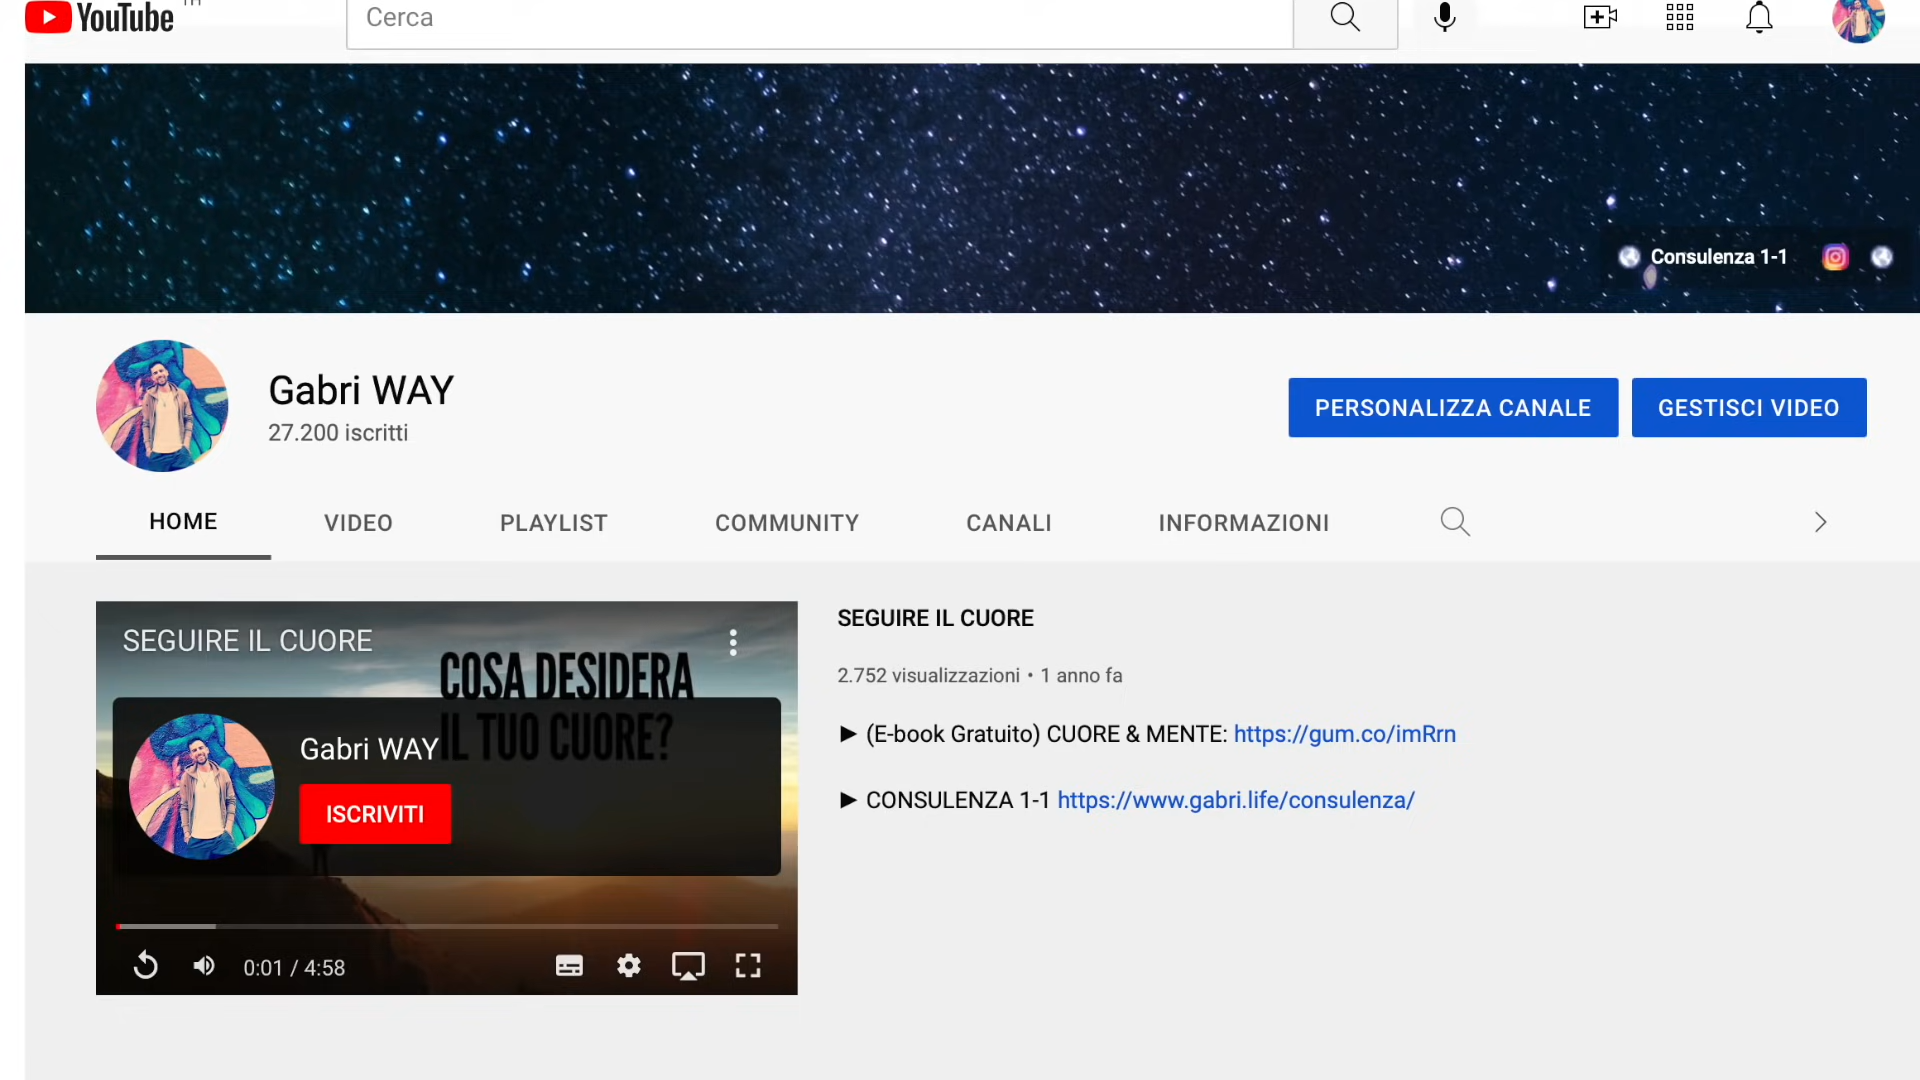 YouTube
Cerca
Consulenza 1-1
Gabri WAY
27.200 iscritti
PERSONALIZZA CANALE
GESTISCI VIDEO
HOME
VIDEO
PLAYLIST
COMMUNITY
CANALI
INFORMAZIONI
SEGUIRE IL CUORE
COSA DESIDERA
IL TUO CUORE?
Gabri WAY
ISCRIVITI
0:01 / 4:58
SEGUIRE IL CUORE
2.752 visualizzazioni • 1 anno fa
► (E-book Gratuito) CUORE & MENTE: https://gum.co/imRrn
► CONSULENZA 1-1 https://www.gabri.life/consulenza/